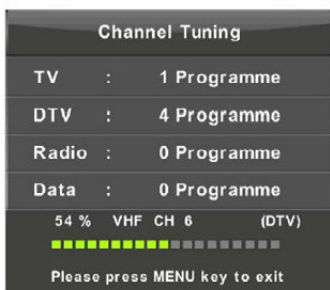 Channel Tuning
TV : 1 Programme
DTV : 4 Programme
Radio : 0 Programme
Data : 0 Programme
54 % VHF CH 6 (DTV)
Please press MENU key to exit